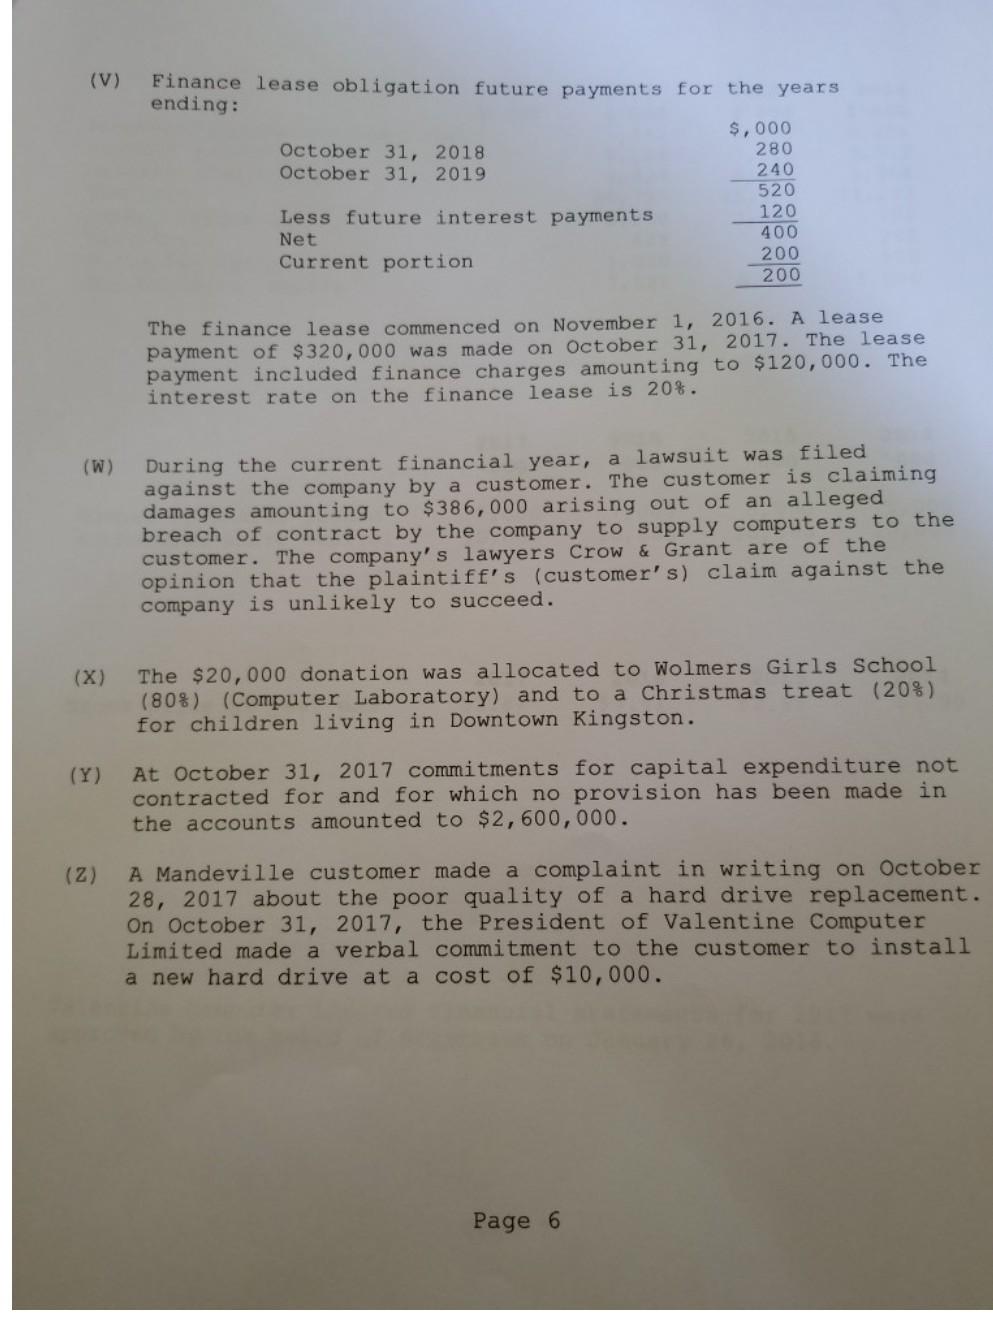 (V) Finance lease obligation future payments for the years
ending:
$,000
October 31, 2018 280
October 31, 2019 240
520
Less future interest payments 120
Net 400
Current portion 200
200
The finance lease commenced on November 1, 2016. A lease
payment of $320,000 was made on October 31, 2017. The lease
payment included finance charges amounting to $120,000. The
interest rate on the finance lease is 20%.
(W) During the current financial year, a lawsuit was filed
against the company by a customer. The customer is claiming
damages amounting to $386,000 arising out of an alleged
breach of contract by the company to supply computers to the
customer. The company's lawyers Crow & Grant are of the
opinion that the plaintiff's (customer's) claim against the
company is unlikely to succeed.
(X) The $20,000 donation was allocated to Wolmers Girls School
(80%) (Computer Laboratory) and to a Christmas treat (20%)
for children living in Downtown Kingston.
(Y) At October 31, 2017 commitments for capital expenditure not
contracted for and for which no provision has been made in
the accounts amounted to $2,600,000.
(Z) A Mandeville customer made a complaint in writing on October
28, 2017 about the poor quality of a hard drive replacement.
On October 31, 2017, the President of Valentine Computer
Limited made a verbal commitment to the customer to install
a new hard drive at a cost of $10,000.
Page 6